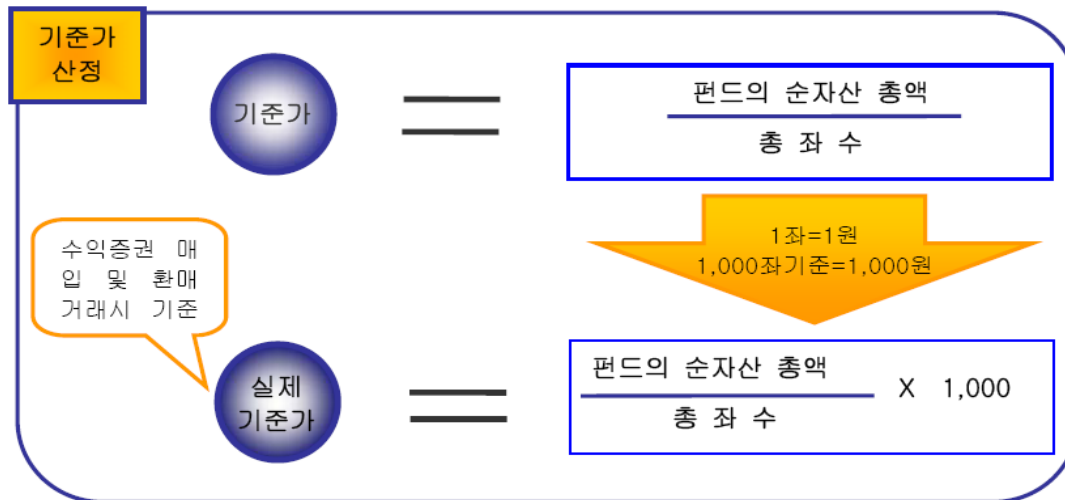 기준가
산정
기준가
펀드의 순자산 총액
총 좌 수
1좌=1원
1,000좌기준=1,000원
수익증권 매
입 및 환매
거래시 기준
실제
기준가
펀드의 순자산 총액
총 좌 수
X 1,000